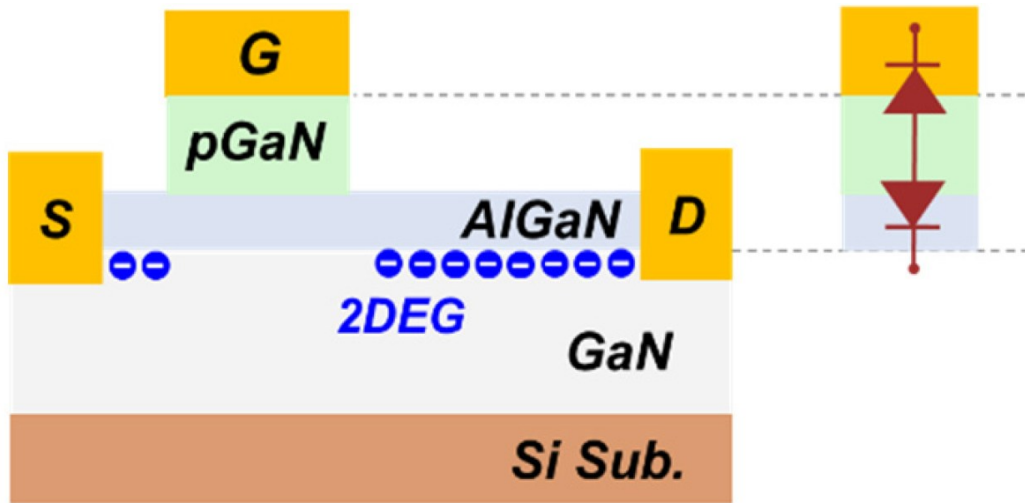 G
pGaN
S
AlGaN
D
2DEG
GaN
Si Sub.